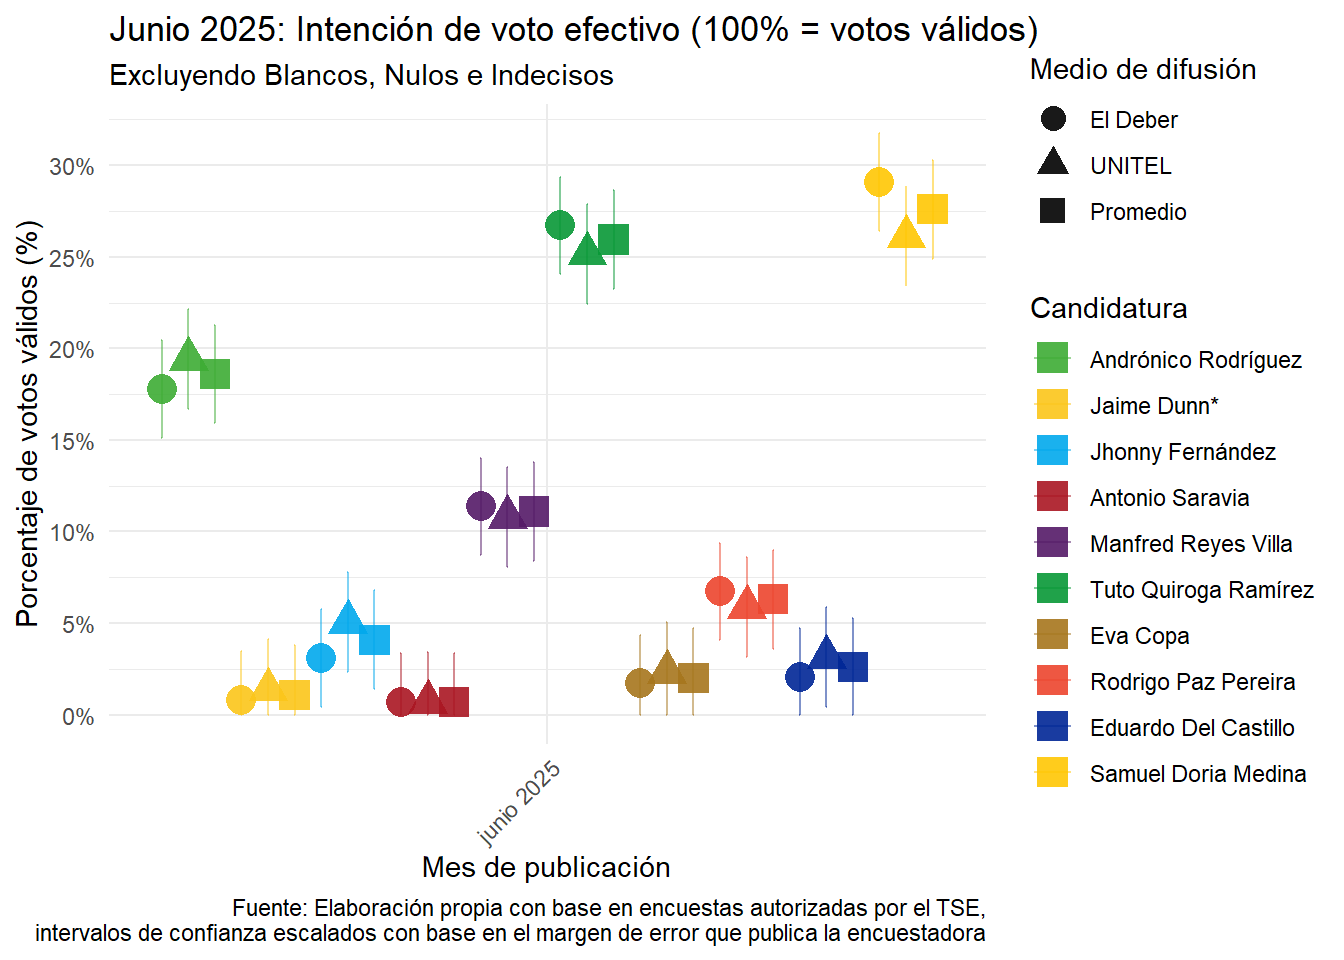 Junio 2025: Intención de voto efectivo (100% = votos válidos)
Excluyendo Blancos, Nulos e Indecisos
Porcentaje de votos válidos (%)
30%
25%
20%
15%
10%
5%
0%
junio 2025
Mes de publicación
Medio de difusión
El Deber
UNITEL
Promedio
Candidatura
Andrónico Rodríguez
Jaime Dunn*
Jhonny Fernández
Antonio Saravia
Manfred Reyes Villa
Tuto Quiroga Ramírez
Eva Copa
Rodrigo Paz Pereira
Eduardo Del Castillo
Samuel Doria Medina
Fuente: Elaboración propia con base en encuestas autorizadas por el TSE,
intervalos de confianza escalados con base en el margen de error que publica la encuestadora